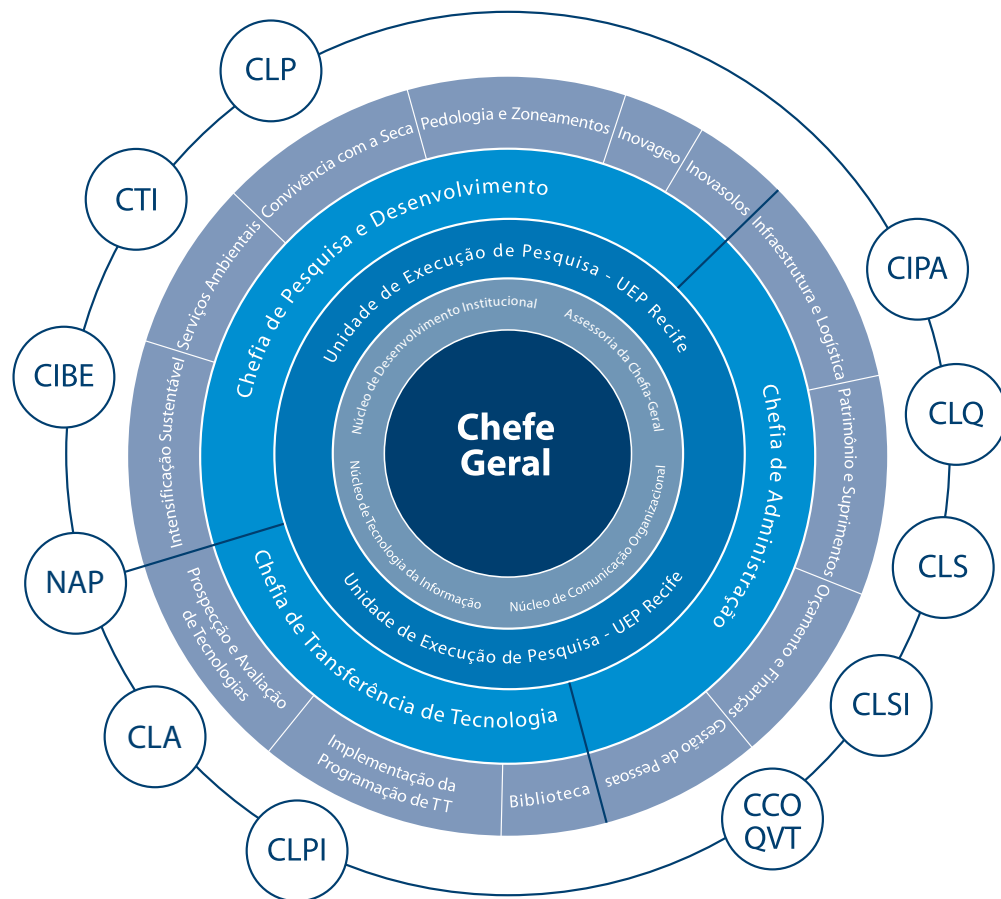 CLP
CTI
CIBE
NAP
CLA
CLPI
CCO
QVT
CLSI
CLS
CLQ
CIPA
Intensificação Sustentável
Serviços Ambientais
Convivência com a Seca
Pedologia e Zoneamentos
Inovageo
Inovasolos
Infraestrutura e Logística
Patrimônio e Suprimentos
Orçamento e Finanças
Gestão de Pessoas
Biblioteca
Implementação da
Programação de TT
Prospecção e Avaliação
de Tecnologias
Chefia de Pesquisa e Desenvolvimento
Chefia de Administração
Chefia de Transferência de Tecnologia
Unidade de Execução de Pesquisa - UEP Recife
Unidade de Execução de Pesquisa - UEP Recife
Núcleo de Desenvolvimento Institucional
Assessoria da Chefia-Geral
Núcleo de Tecnologia da Informação
Núcleo de Comunicação Organizacional
Chefe
Geral